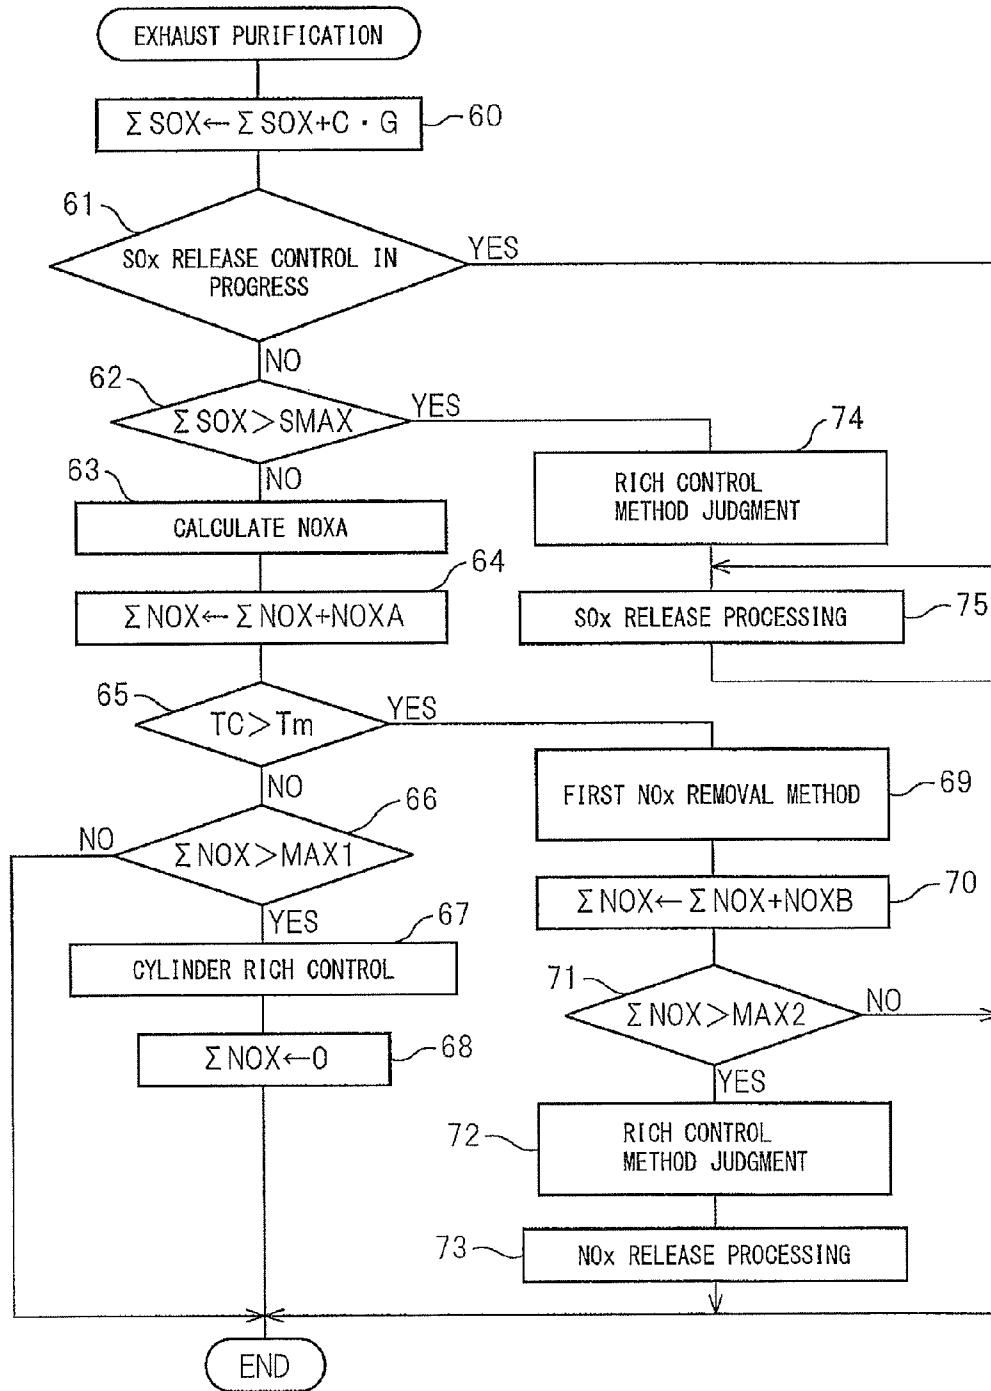 EXHAUST PURIFICATION
ΣSOX←ΣSOX+C・G
60
61
SOx RELEASE CONTROL IN
PROGRESS
YES
NO
62
ΣSOX>SMAX
YES
NO
74
RICH CONTROL
METHOD JUDGMENT
63
CALCULATE NOXA
64
ΣNOX←ΣNOX+NOXA
SOx RELEASE PROCESSING
75
65
TC>Tm
YES
NO
FIRST NOx REMOVAL METHOD
69
66
NO
ΣNOX>MAX1
YES
ΣNOX←ΣNOX+NOXB
70
67
CYLINDER RICH CONTROL
71
ΣNOX>MAX2
NO
YES
ΣNOX←0
68
72
RICH CONTROL
METHOD JUDGMENT
73
NOx RELEASE PROCESSING
END